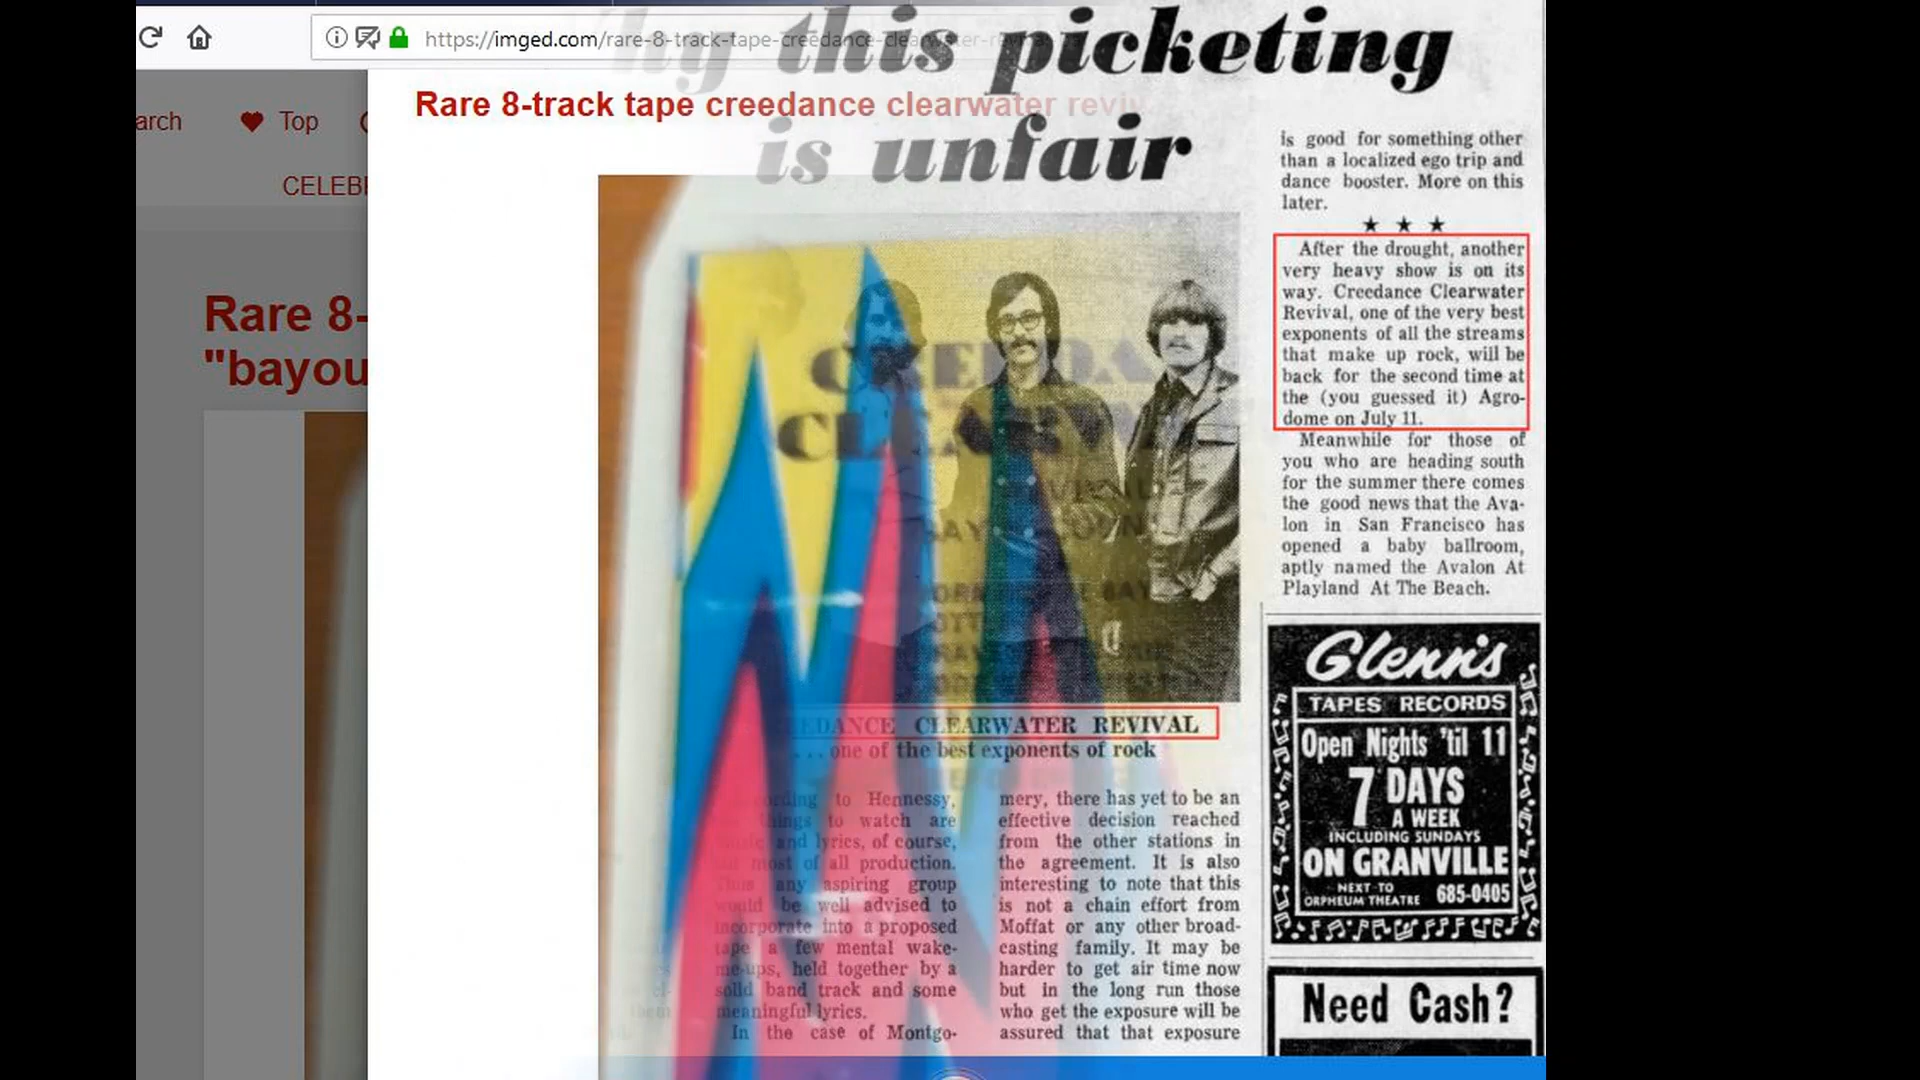 https://imged.com/rare-8-track-tape-creedance-clearwater-
this picketing
is unfair
Rare 8-track tape creedance clearwater reviv
arch
Top
CELEB
Rare 8-
"bayou
is good for something other
than a localized ego trip and
dance booster. More on this
later.
★ ★ ★
After the drought, another
very heavy show is on its
way. Creedance Clearwater
Revival, one of the very best
exponents of all the streams
that make up rock, will be
back for the second time at
the (you guessed it) Agro-
dome on July 11.
Meanwhile for those of
you who are heading south
for the summer there comes
the good news that the Ava-
lon in San Francisco has
opened a baby ballroom,
aptly named the Avalon At
Playland At The Beach.
CREEDA
CLEARW
EEDANCE CLEARWATER REVIVAL
... one of the best exponents of rock
to Hennessy,
things to watch are
and lyrics, of course,
most of all production.
any aspiring group
would be well advised to
incorporate into a proposed
tape a few mental wake-
me-ups, held together by a
solid band track and some
meaningful lyrics.
In the case of Montgo-
mery, there has yet to be an
effective decision reached
from the other stations in
the agreement. It is also
interesting to note that this
is not a chain effort from
Moffat or any other broad-
casting family. It may be
harder to get air time now
but in the long run those
who get the exposure will be
assured that that exposure
Glenn's
TAPES RECORDS
Open Nights 'til 11
7 DAYS
A WEEK
INCLUDING SUNDAYS
ON GRANVILLE
NEXT TO
ORPHEUM THEATRE
685-0405
Need Cash?